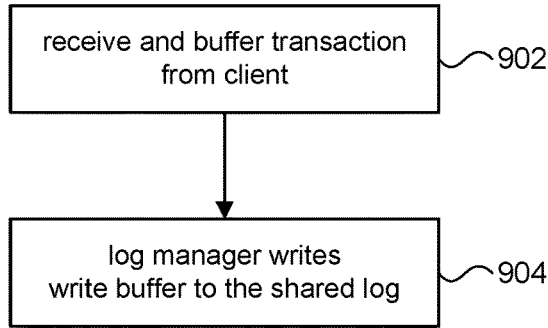 receive and buffer transaction
from client
902
log manager writes
write buffer to the shared log
904